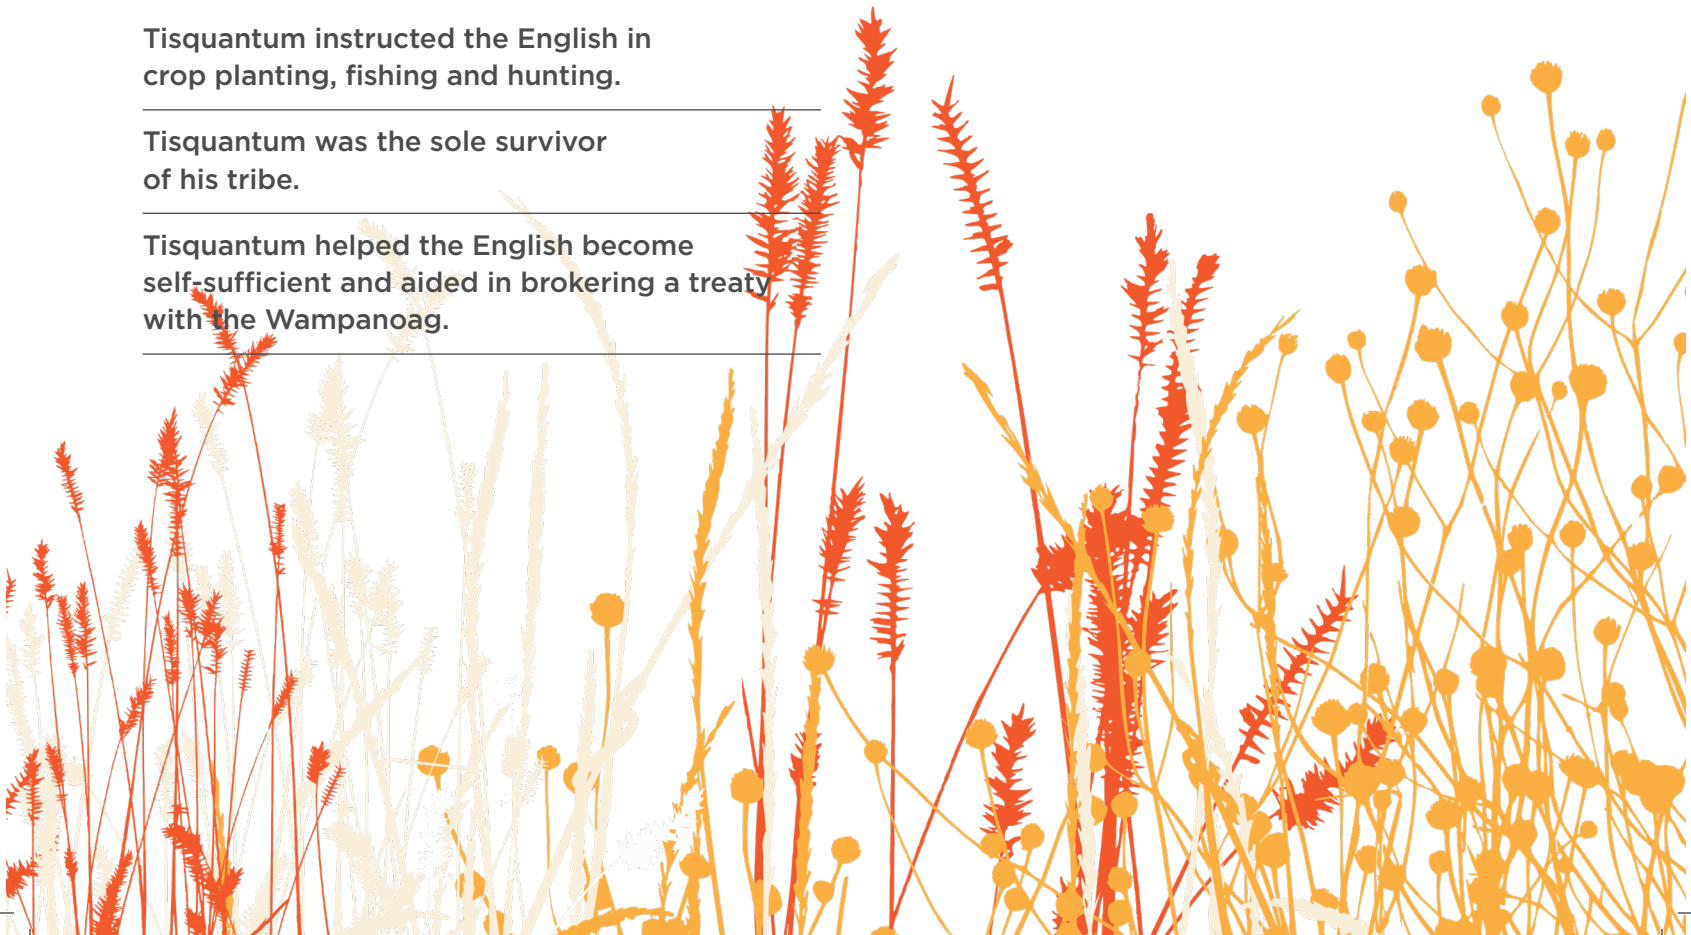 Tisquantum instructed the English in
crop planting, fishing and hunting.
Tisquantum was the sole survivor
of his tribe.
Tisquantum helped the English become
self-sufficient and aided in brokering a treaty
with the Wampanoag.